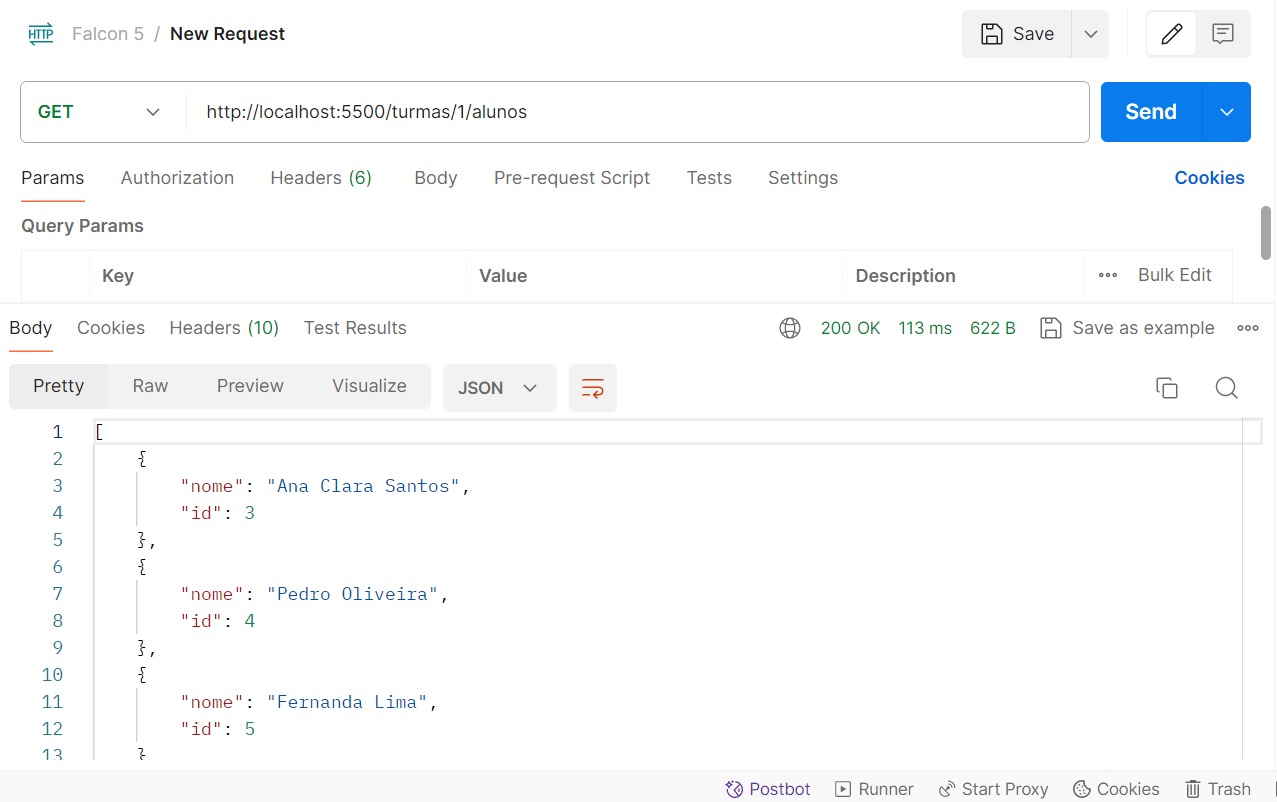 HTTP Falcon 5 / New Request Save
GET http://localhost:5500/turmas/1/alunos Send
Params Authorization Headers (6) Body Pre-request Script Tests Settings Cookies
Query Params
Key Value Description ••• Bulk Edit
Body Cookies Headers (10) Test Results 200 OK 113 ms 622 B Save as example
Pretty Raw Preview Visualize JSON
1 [
2 {
3 "nome": "Ana Clara Santos",
4 "id": 3
5 },
6 {
7 "nome": "Pedro Oliveira",
8 "id": 4
9 },
10 {
11 "nome": "Fernanda Lima",
12 "id": 5
13 }
Postbot Runner Start Proxy Cookies Trash